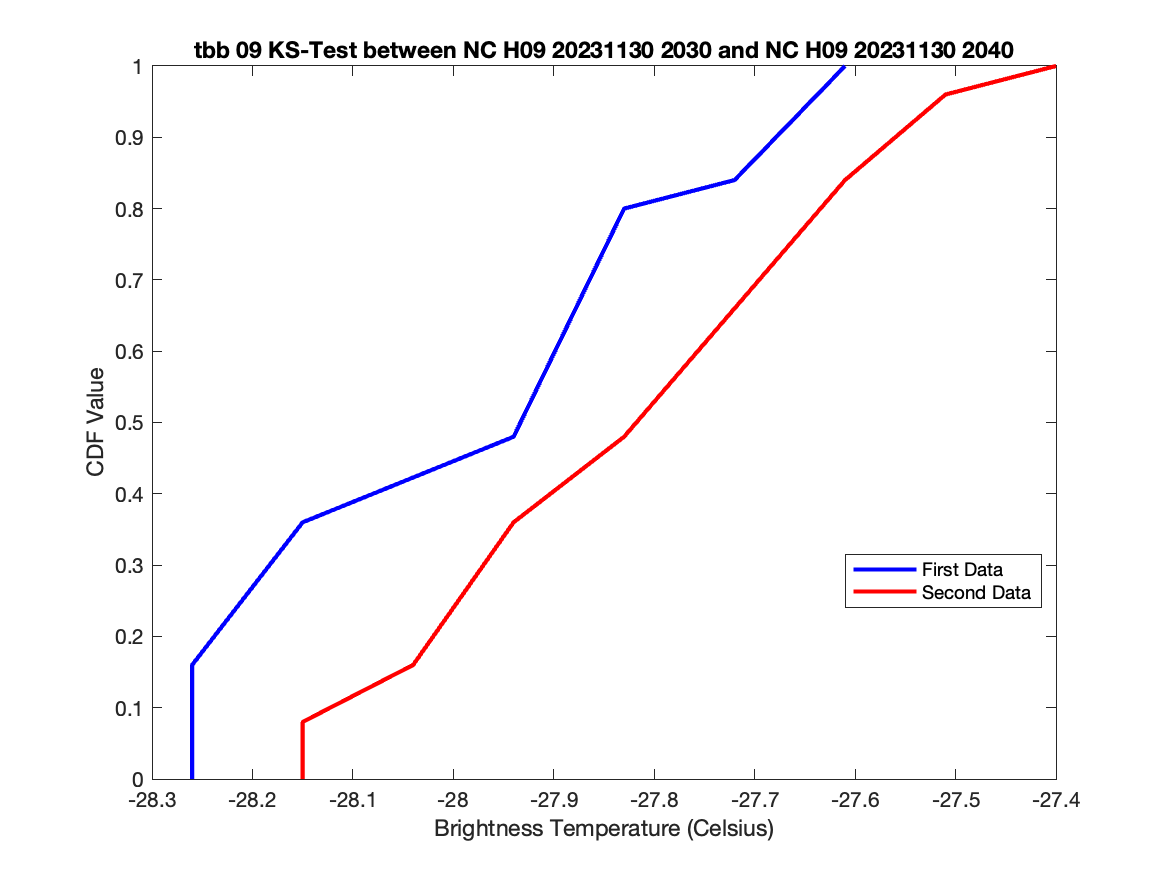 tbb 09 KS-Test between NC H09 20231130 2030 and NC H09 20231130 2040
1
0.9
0.8
0.7
0.6
0.5
0.4
0.3
0.2
0.1
0
CDF Value
First Data
Second Data
-28.3 -28.2 -28.1 -28 -27.9 -27.8 -27.7 -27.6 -27.5 -27.4
Brightness Temperature (Celsius)